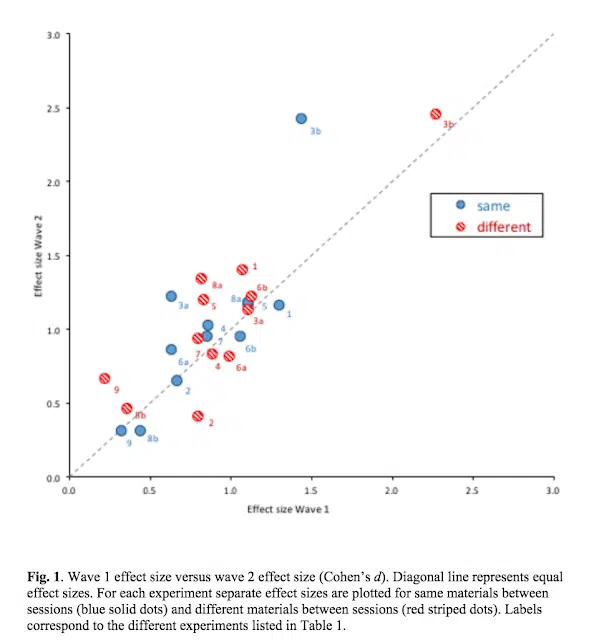 3.0
2.5
2.0
1.5
1.0
0.5
0.0
Effect size Wave 2
3b
3b
same
different
1
8a
6b
3a
5
8a
5
1
3a
4
7
6b
6a
7
4
6a
2
9
8b
2
9
8b
0.0 0.5 1.0 1.5 2.0 2.5 3.0
Effect size Wave 1
Fig. 1. Wave 1 effect size versus wave 2 effect size (Cohen's d). Diagonal line represents equal
effect sizes. For each experiment separate effect sizes are plotted for same materials between
sessions (blue solid dots) and different materials between sessions (red striped dots). Labels
correspond to the different experiments listed in Table 1.